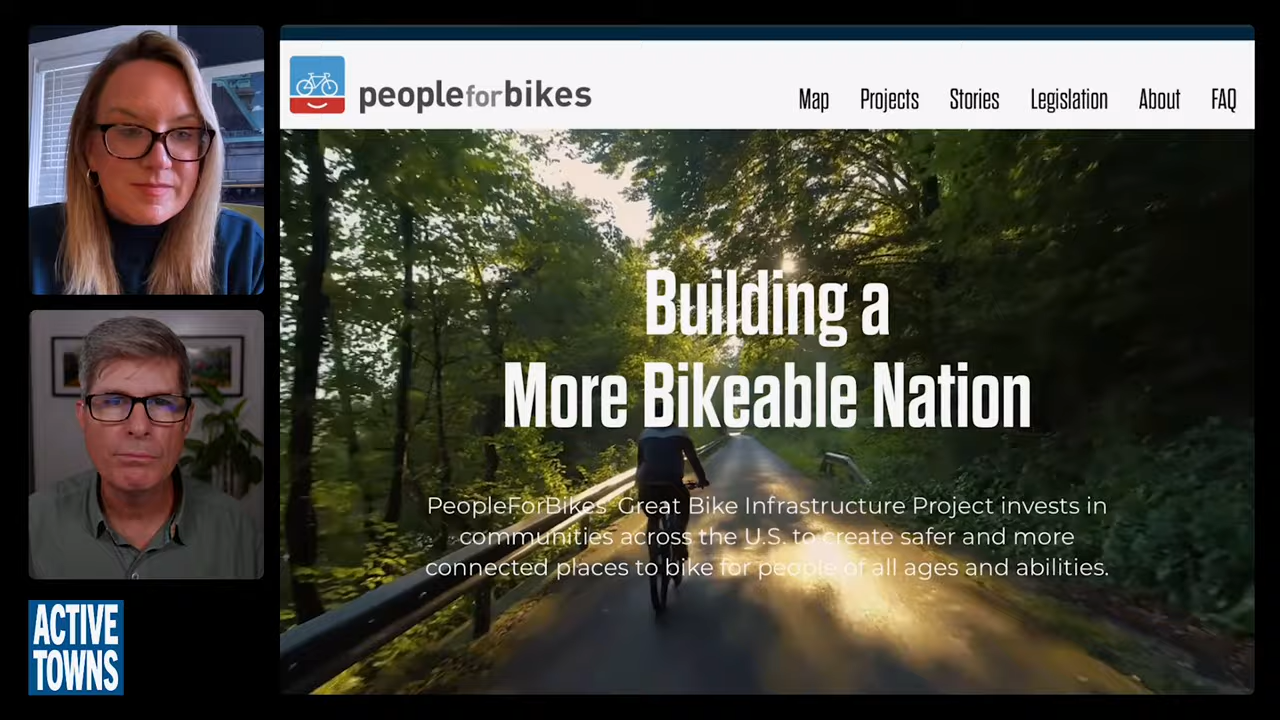 peopleforbikes
Map Projects Stories Legislation About FAQ
Building a
More Bikeable Nation
PeopleForBikes' Great Bike Infrastructure Project invests in
communities across the U.S. to create safer and more
connected places to bike for people of all ages and abilities.
ACTIVE
TOWNS